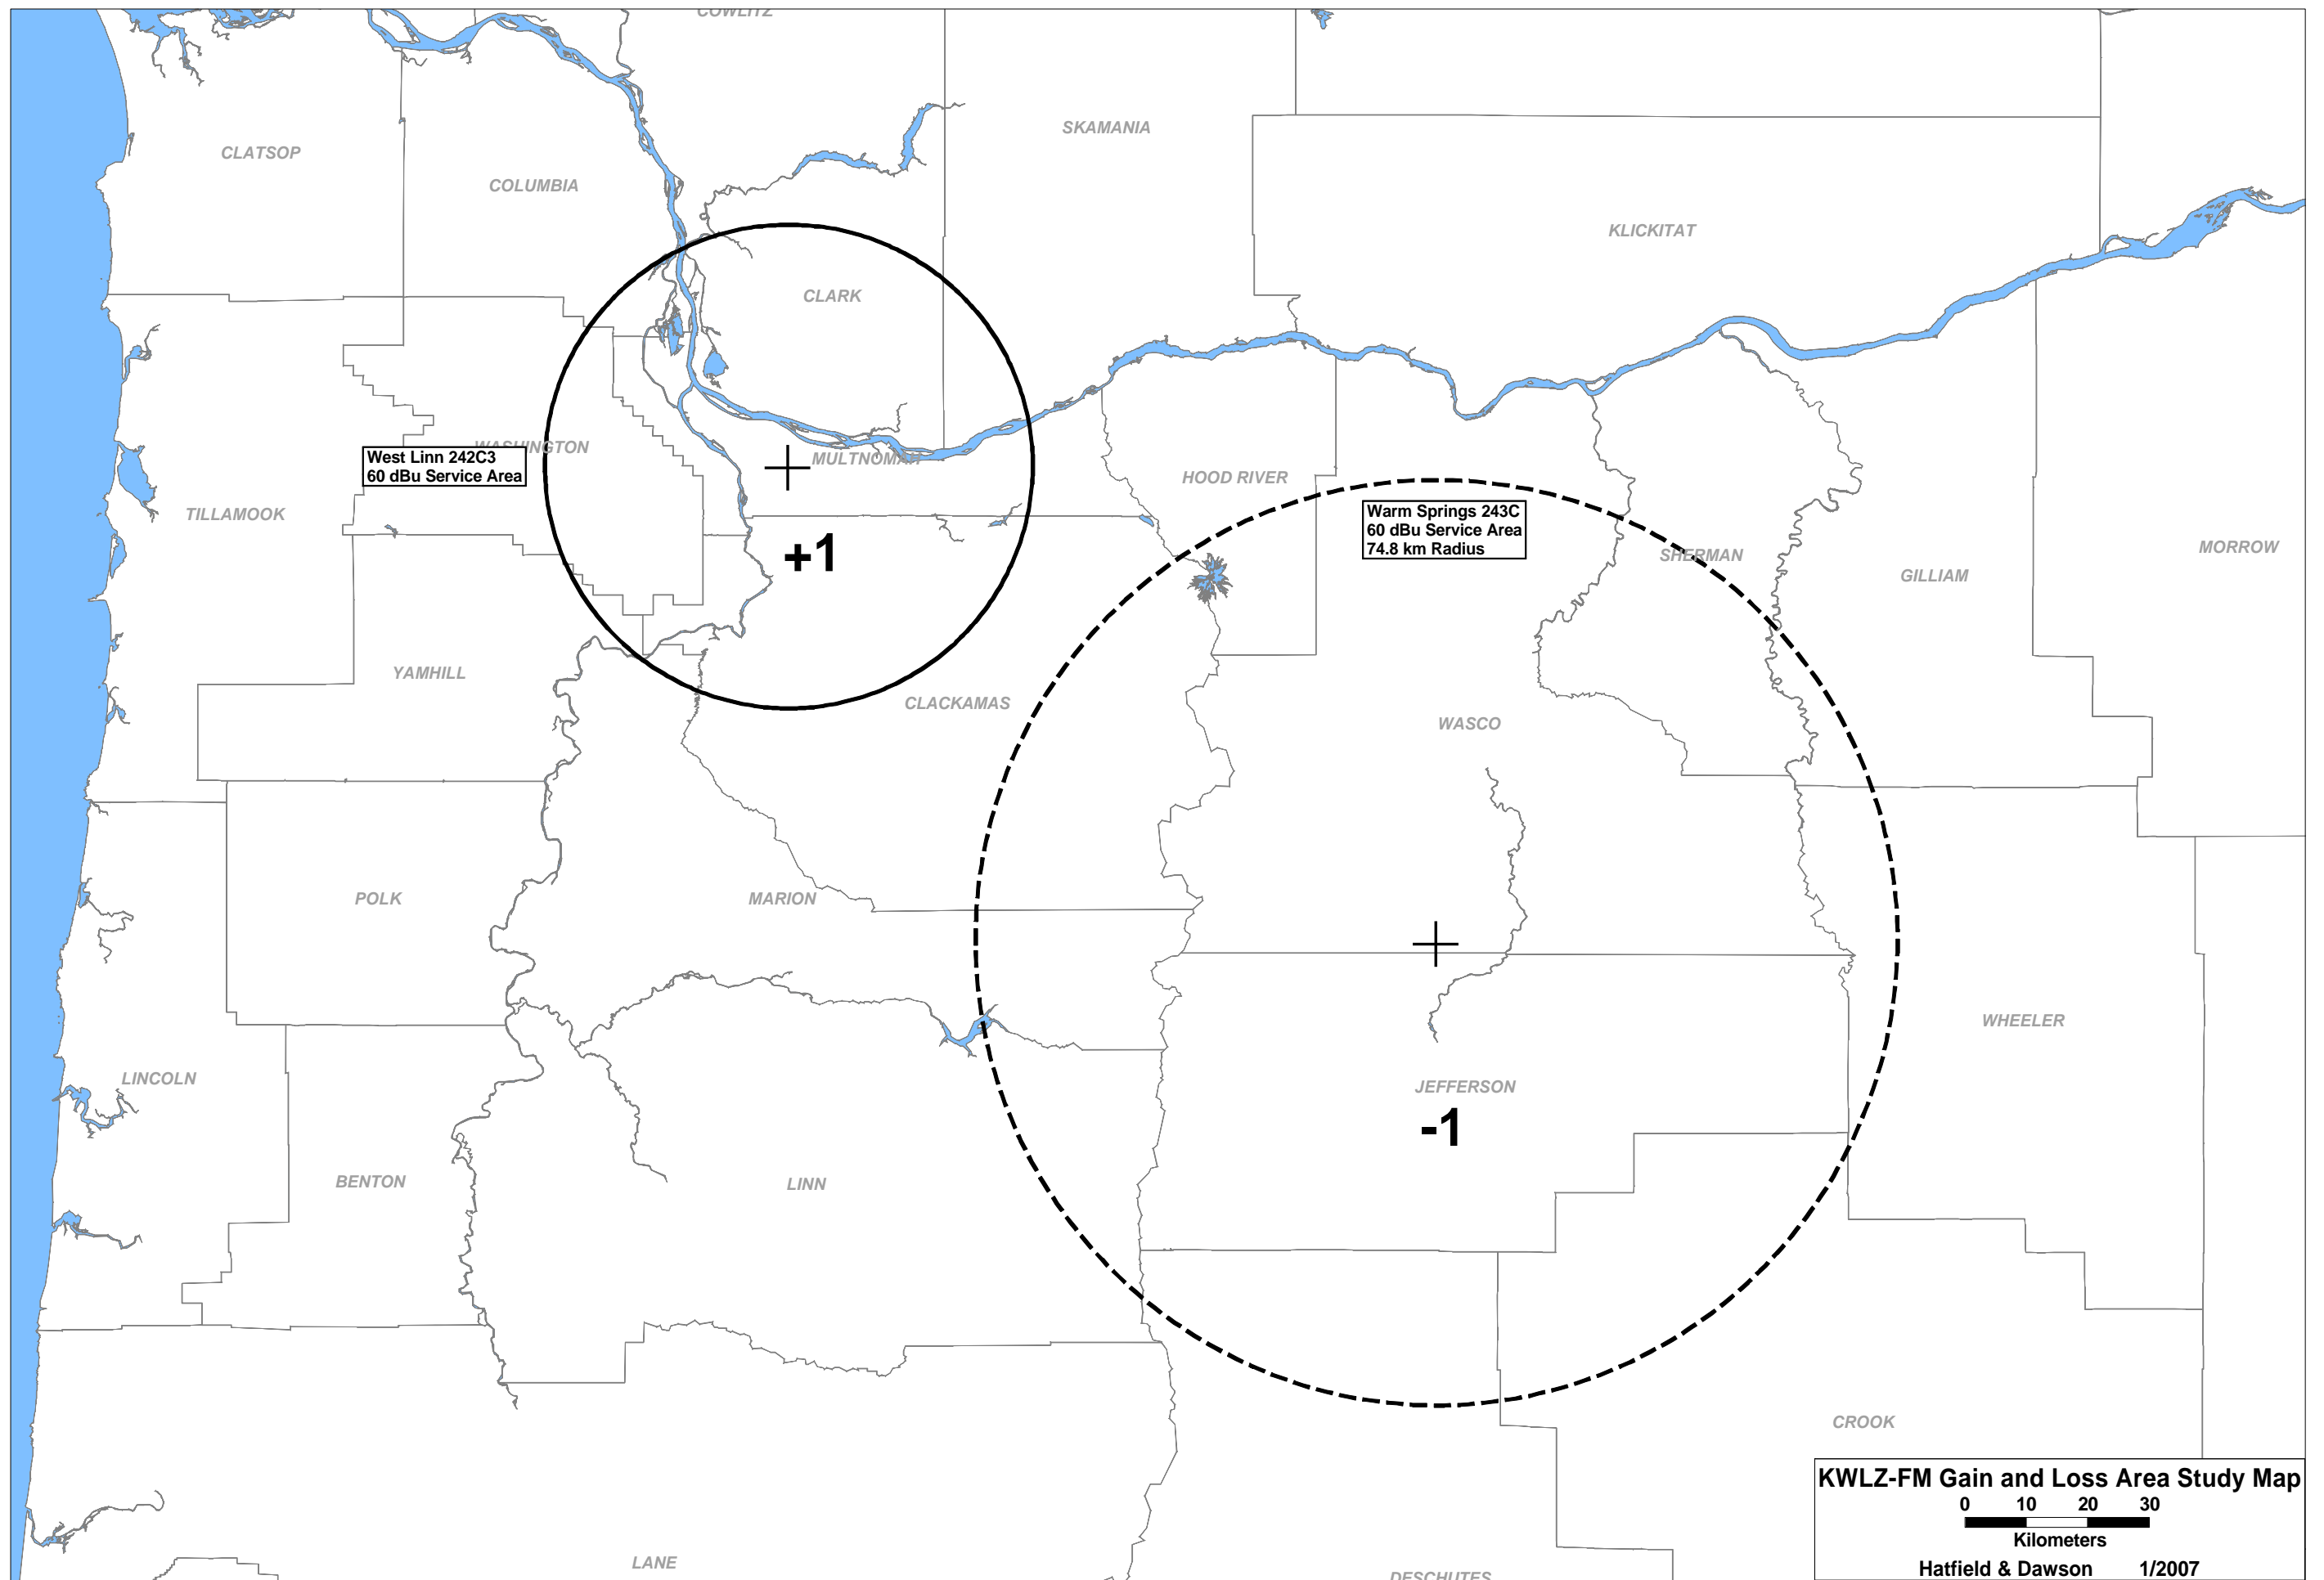 COWLITZ
SKAMANIA
CLATSOP
COLUMBIA
KLICKITAT
CLARK
WASHINGTON
West Linn 242C3
60 dBu Service Area
MULTNOMAH
HOOD RIVER
TILLAMOOK
Warm Springs 243C
60 dBu Service Area
74.8 km Radius
+1
SHERMAN
MORROW
GILLIAM
YAMHILL
CLACKAMAS
WASCO
POLK
MARION
WHEELER
LINCOLN
JEFFERSON
-1
BENTON
LINN
CROOK
LANE
DESCHUTES
KWLZ-FM Gain and Loss Area Study Map
0 10 20 30
Kilometers
Hatfield & Dawson 1/2007